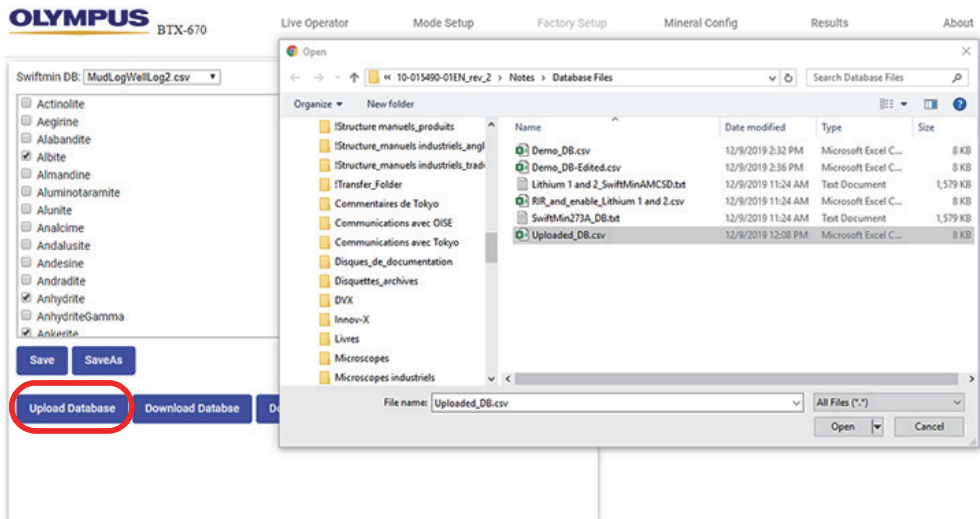 OLYMPUS BTX-670
Live Operator Mode Setup Factory Setup Mineral Config Results About
Swiftmin DB: MudLogWellLog2.csv
Actinolite
Aegirine
Alabandite
Albite
Almandine
Aluminotaramite
Alunite
Analcime
Andalusite
Andesine
Andradite
Anhydrite
AnhydriteGamma
Ankerite
Save SaveAs
Upload Database Download Databse De
Open
« 10-015490-01EN_rev_2 > Notes > Database Files
Search Database Files
Organize New folder
!Structure manuels_produits
!Structure_manuels industriels_angl
!Structure_manuels industriels_trad
!Transfer_Folder
Commentaires de Tokyo
Communications avec OISE
Communications avec Tokyo
Disques_de_documentation
Disquettes_archives
DVX
Innov-X
Livres
Microscopes
Microscopes industriels
Name Date modified Type Size
Demo_DB.csv 12/9/2019 2:32 PM Microsoft Excel C... 8 KB
Demo_DB-Edited.csv 12/9/2019 2:36 PM Microsoft Excel C... 8 KB
Lithium 1 and 2_SwiftMinAMCSD.txt 12/9/2019 11:24 AM Text Document 1,579 KB
RIR_and_enable_Lithium 1 and 2.csv 12/9/2019 11:24 AM Microsoft Excel C... 8 KB
SwiftMin273A_DB.txt 12/9/2019 11:24 AM Text Document 1,579 KB
Uploaded_DB.csv 12/9/2019 12:08 PM Microsoft Excel C... 8 KB
File name: Uploaded_DB.csv
All Files (*.*)
Open Cancel